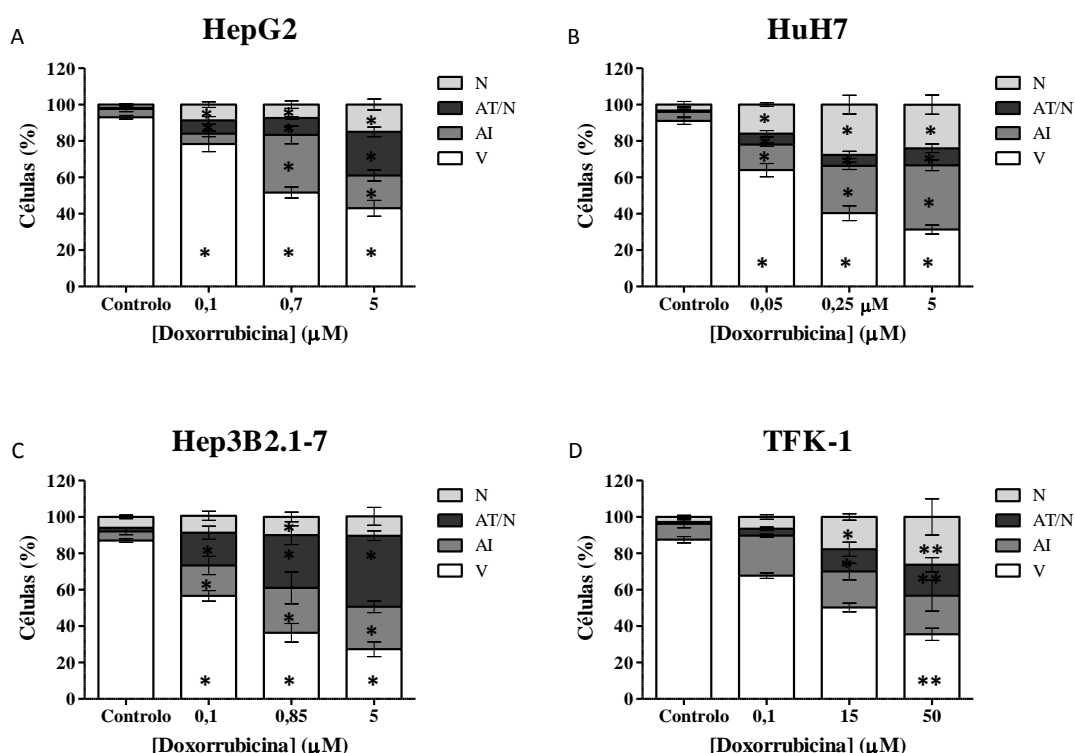 A
HepG2
120
100
80
60
40
20
0
Células (%)
N
AT/N
AI
V
* * *
* * *
* *
* * *
Controlo 0,1 0,7 5
[Doxorrubicina] (μM)
B
HuH7
120
100
80
60
40
20
0
Células (%)
N
AT/N
AI
V
* * *
* * *
* * *
* * *
Controlo 0,05 0,25 μM 5
[Doxorrubicina] (μM)
C
Hep3B2.1-7
120
100
80
60
40
20
0
Células (%)
N
AT/N
AI
V
*
* * *
* * *
* * *
Controlo 0,1 0,85 5
[Doxorrubicina] (μM)
D
TFK-1
120
100
80
60
40
20
0
Células (%)
N
AT/N
AI
V
* **
* **
**
Controlo 0,1 15 50
[Doxorrubicina] (μM)